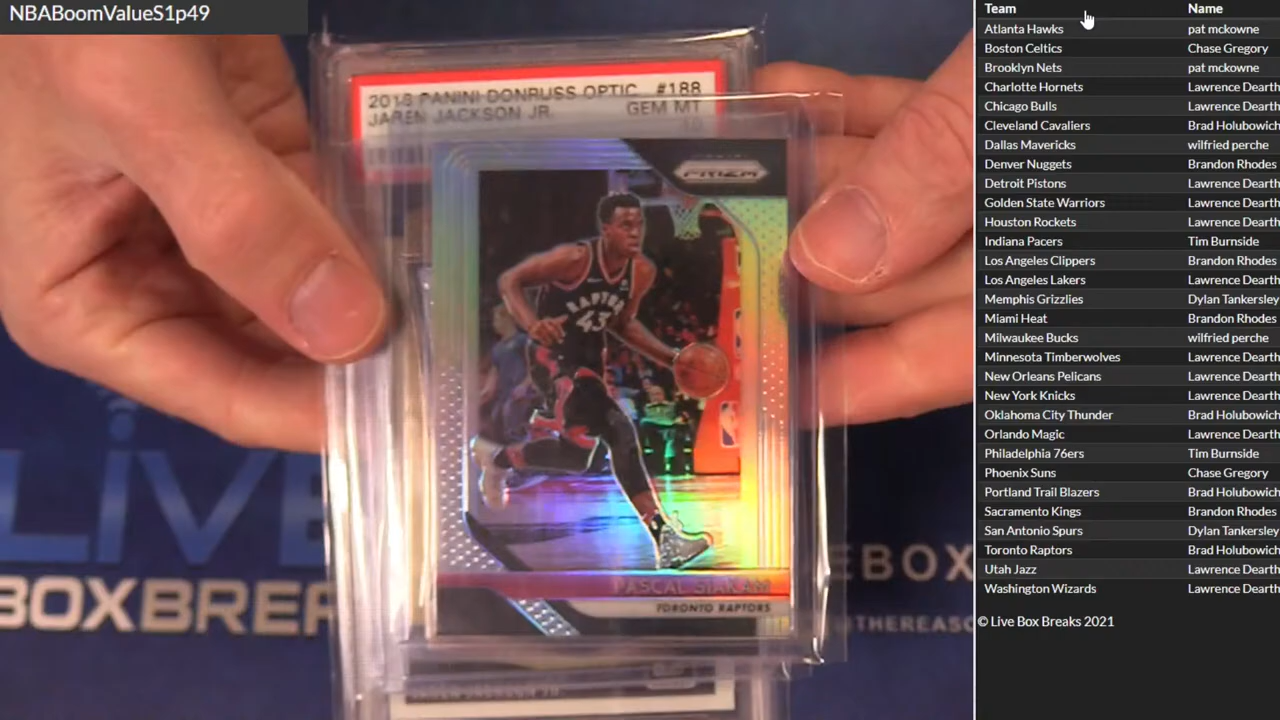 NBABoomValueS1p49
2018 PANINI DONRUSS OPTIC #188
JAREN JACKSON JR. GEM MT
PRIZM
RAPTORS
43
PASCAL SIAKAM
TORONTO RAPTORS
JAREN JACKSON JR.
LIVE
BOXBREA
EBOX
OTHEREASO
Team Name
Atlanta Hawks pat mckowne
Boston Celtics Chase Gregory
Brooklyn Nets pat mckowne
Charlotte Hornets Lawrence Dearth
Chicago Bulls Lawrence Dearth
Cleveland Cavaliers Brad Holubowich
Dallas Mavericks wilfried perche
Denver Nuggets Brandon Rhodes
Detroit Pistons Lawrence Dearth
Golden State Warriors Lawrence Dearth
Houston Rockets Lawrence Dearth
Indiana Pacers Tim Burnside
Los Angeles Clippers Brandon Rhodes
Los Angeles Lakers Lawrence Dearth
Memphis Grizzlies Dylan Tankersley
Miami Heat Brandon Rhodes
Milwaukee Bucks wilfried perche
Minnesota Timberwolves Lawrence Dearth
New Orleans Pelicans Lawrence Dearth
New York Knicks Lawrence Dearth
Oklahoma City Thunder Brad Holubowich
Orlando Magic Lawrence Dearth
Philadelphia 76ers Tim Burnside
Phoenix Suns Chase Gregory
Portland Trail Blazers Brad Holubowich
Sacramento Kings Brandon Rhodes
San Antonio Spurs Dylan Tankersley
Toronto Raptors Brad Holubowich
Utah Jazz Lawrence Dearth
Washington Wizards Lawrence Dearth
© Live Box Breaks 2021